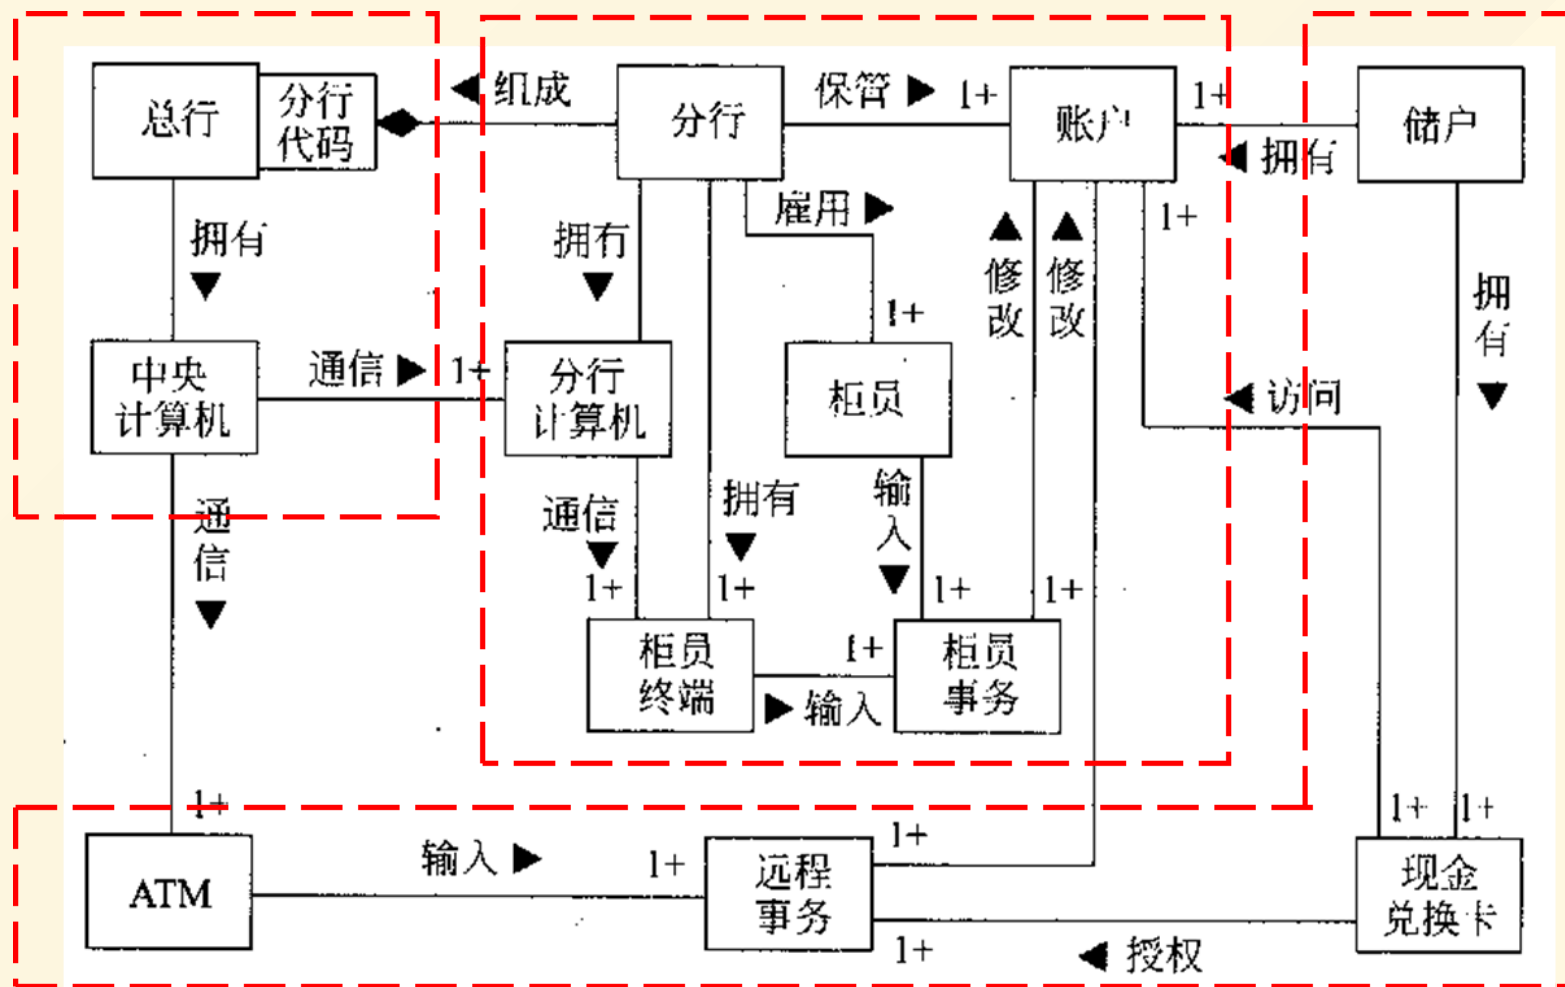 总行
分行
代码
组成
分行
保管
1+
账户
1+
拥有
储户
拥有
拥有
雇用
1+
修改
修改
1+
拥有
中央
计算机
通信
1+
分行
计算机
柜员
访问
通信
通信
1+
拥有
1+
输入
1+
1+
柜员
终端
1+
输入
柜员
事务
1+
1+
1+
ATM
输入
1+
1+
远程
事务
1+
授权
现金
兑换卡